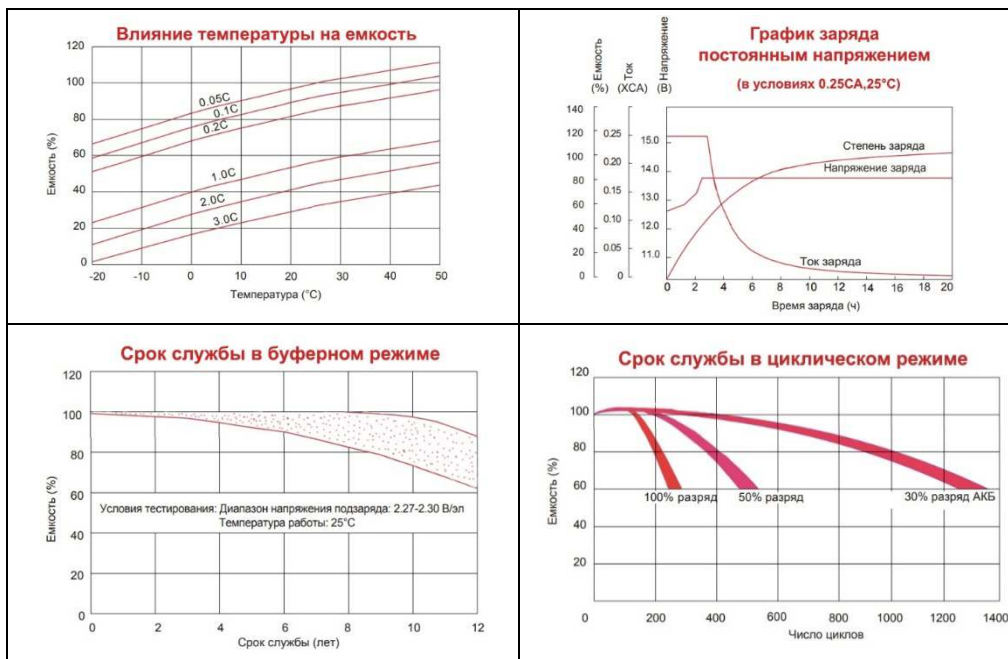 Влияние температуры на емкость
120
100
80
60
40
20
0
Емкость (%)
0.05C
0.1C
0.2C
1.0C
2.0C
3.0C
-20 -10 0 10 20 30 40 50
Температура (°C)
График заряда
постоянным напряжением
(в условиях 0.25CA,25°C)
Емкость (%)
Ток (XCA)
Напряжение (В)
140
120
100
80
60
40
20
0
0.25
0.20
0.15
0.10
0.05
0
15.0
14.0
13.0
12.0
11.0
Степень заряда
Напряжение заряда
Ток заряда
0 2 4 6 8 10 12 14 16 18 20
Время заряда (ч)
Срок службы в буферном режиме
120
100
80
60
40
20
0
Емкость (%)
Условия тестирования: Диапазон напряжения подзаряда: 2.27-2.30 В/эл
Температура работы: 25°C
0 2 4 6 8 10 12
Срок службы (лет)
Срок службы в циклическом режиме
120
100
80
60
40
20
0
Емкость (%)
100% разряд
50% разряд
30% разряд АКБ
200 400 600 800 1000 1200 1400
Число циклов